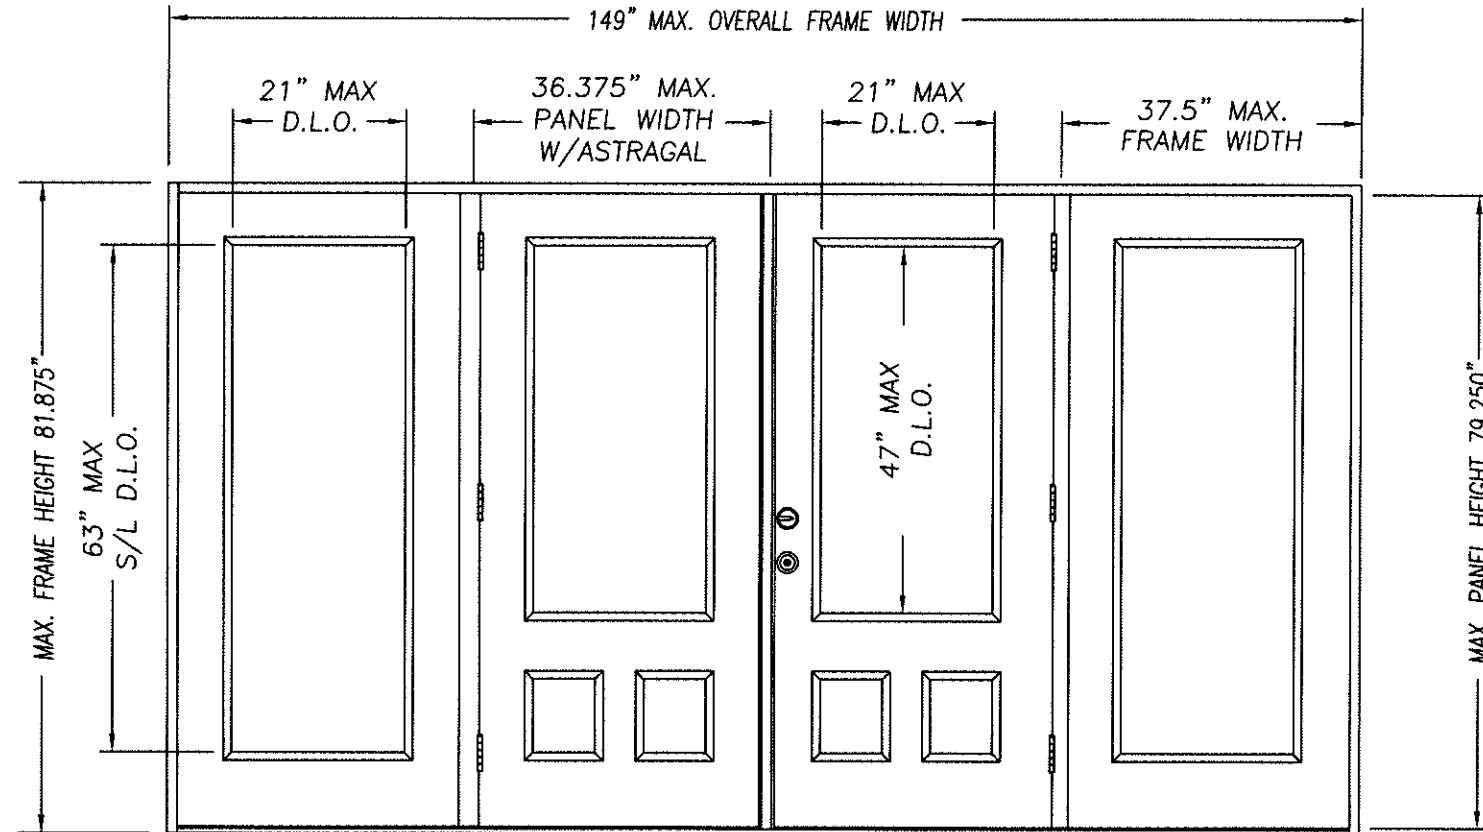 149" MAX. OVERALL FRAME WIDTH
21" MAX
D.L.O.
36.375" MAX.
PANEL WIDTH
W/ASTRAGAL
21" MAX
D.L.O.
37.5" MAX.
FRAME WIDTH
MAX. FRAME HEIGHT 81.875"
63" MAX
S/L D.L.O.
47" MAX
D.L.O.
MAX. PANEL HEIGHT 79.250"